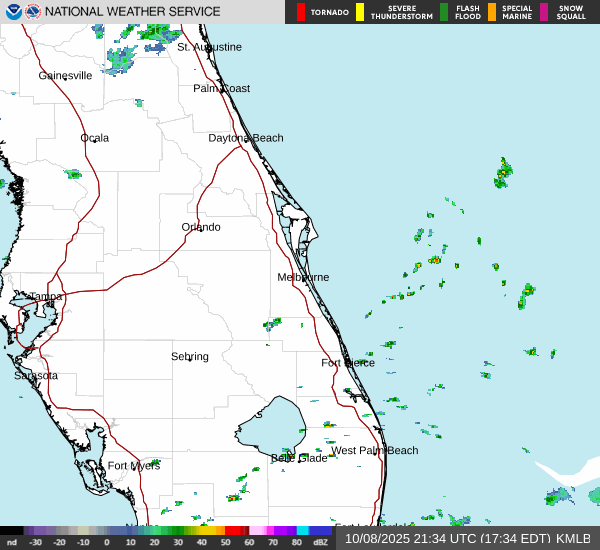 NATIONAL WEATHER SERVICE
TORNADO
SEVERE THUNDERSTORM
FLASH FLOOD
SPECIAL MARINE
SNOW SQUALL
St. Augustine
Gainesville
Palm Coast
Ocala
Daytona Beach
Orlando
Melbourne
Tampa
Sebring
Fort Pierce
Sarasota
West Palm Beach
Belle Glade
Fort Myers
nd -30 -20 -10 0 10 20 30 40 50 60 70 80 dBZ
10/08/2025 21:34 UTC (17:34 EDT) KMLB